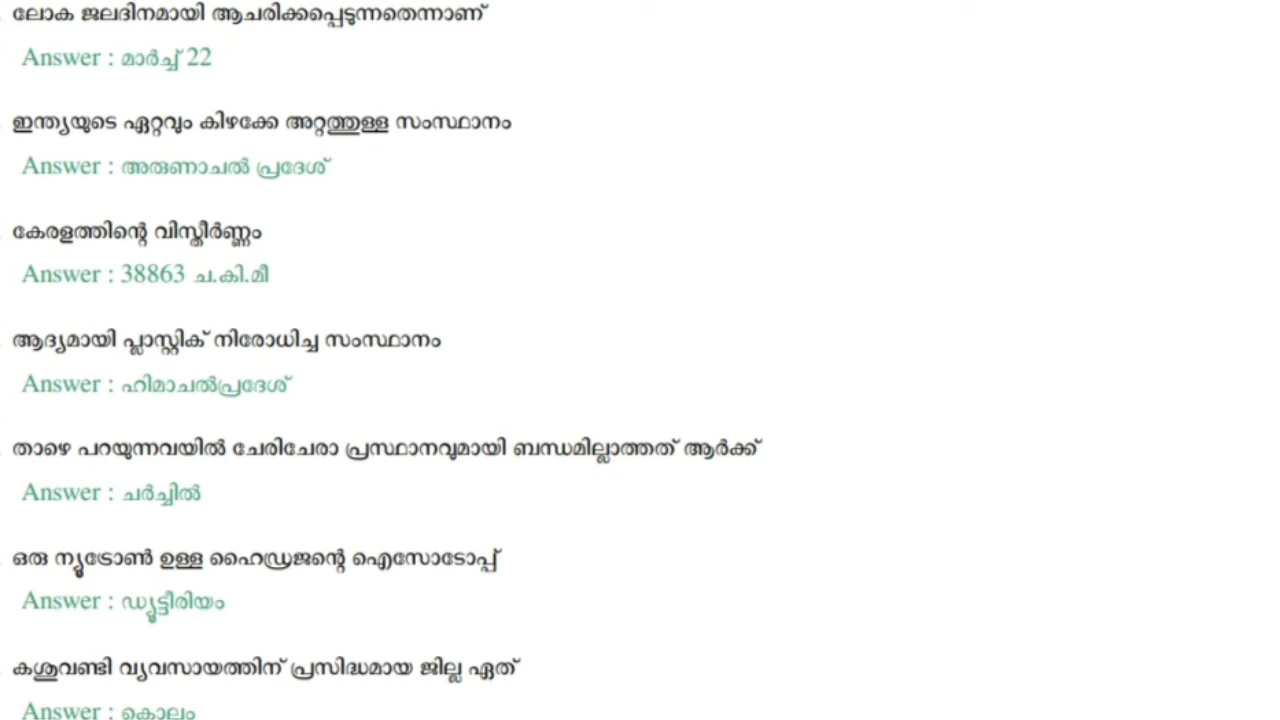 ലോക ജലദിനമായി ആചരിക്കപ്പെടുന്നതെന്നാണ്
Answer : മാർച്ച് 22
ഇന്ത്യയുടെ ഏറ്റവും കിഴക്കേ അറ്റത്തുള്ള സംസ്ഥാനം
Answer : അരുണാചൽ പ്രദേശ്
കേരളത്തിന്റെ വിസ്തീർണ്ണം
Answer : 38863 ച.കി.മീ
ആദ്യമായി പ്ലാസ്റ്റിക് നിരോധിച്ച സംസ്ഥാനം
Answer : ഹിമാചൽപ്രദേശ്
താഴെ പറയുന്നവയിൽ ചേരിചേരാ പ്രസ്ഥാനവുമായി ബന്ധമില്ലാത്തത് ആർക്ക്
Answer : ചർച്ചിൽ
ഒരു ന്യൂട്രോൺ ഉള്ള ഹൈഡ്രജന്റെ ഐസോടോപ്പ്
Answer : ഡ്യൂട്ടീരിയം
കശുവണ്ടി വ്യവസായത്തിന് പ്രസിദ്ധമായ ജില്ല ഏത്
Answer : കൊല്ലം